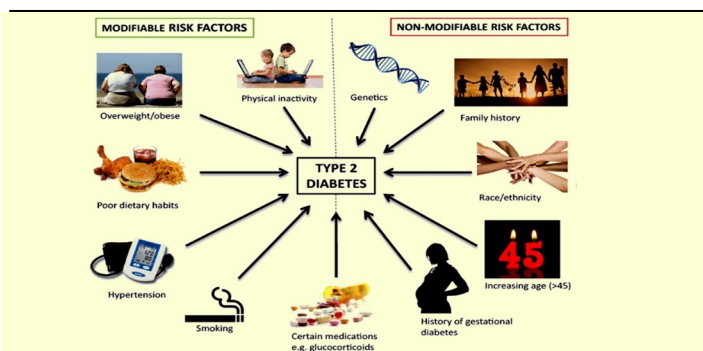 MODIFIABLE RISK FACTORS
NON-MODIFIABLE RISK FACTORS
Physical inactivity
Genetics
Overweight/obese
Family history
TYPE 2
DIABETES
Poor dietary habits
Race/ethnicity
45
Increasing age (>45)
Hypertension
Smoking
Certain medications
e.g. glucocorticoids
History of gestational
diabetes